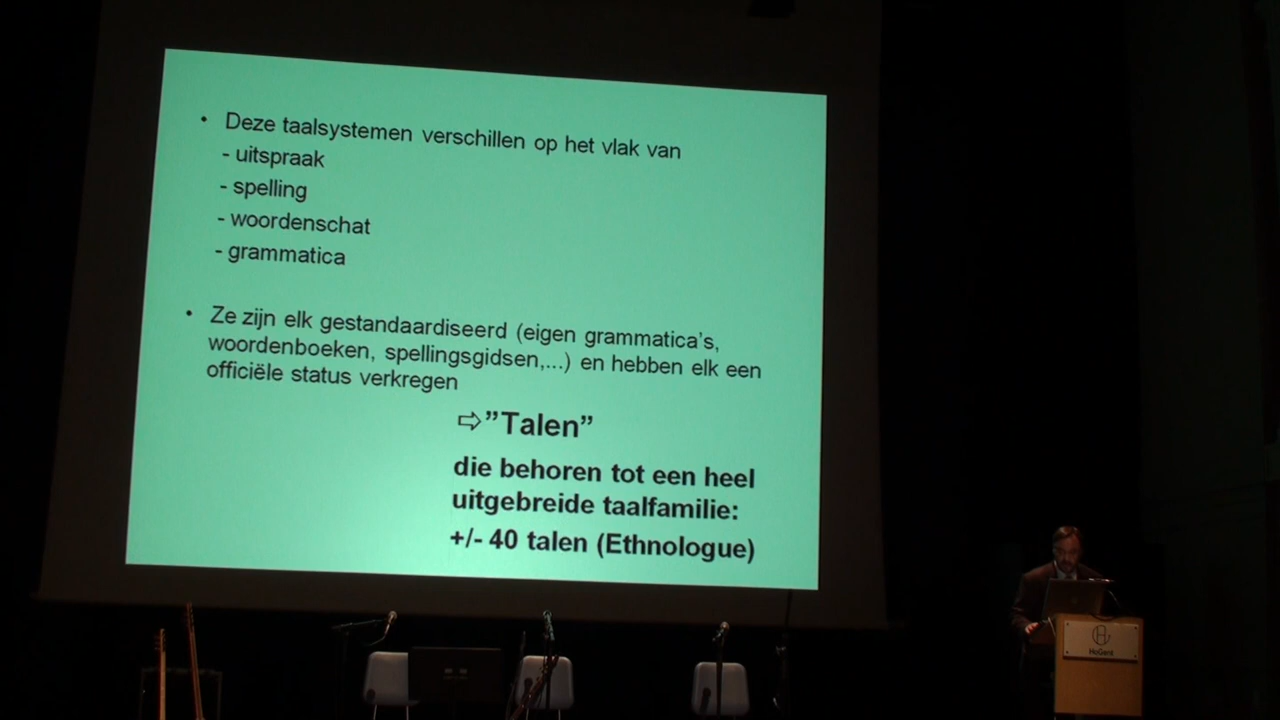 • Deze taalsystemen verschillen op het vlak van
- uitspraak
- spelling
- woordenschat
- grammatica
• Ze zijn elk gestandaardiseerd (eigen grammatica's,
woordenboeken, spellingsgidsen,...) en hebben elk een
officiële status verkregen
⇨ ”Talen”
die behoren tot een heel
uitgebreide taalfamilie:
+/- 40 talen (Ethnologue)
HoGent